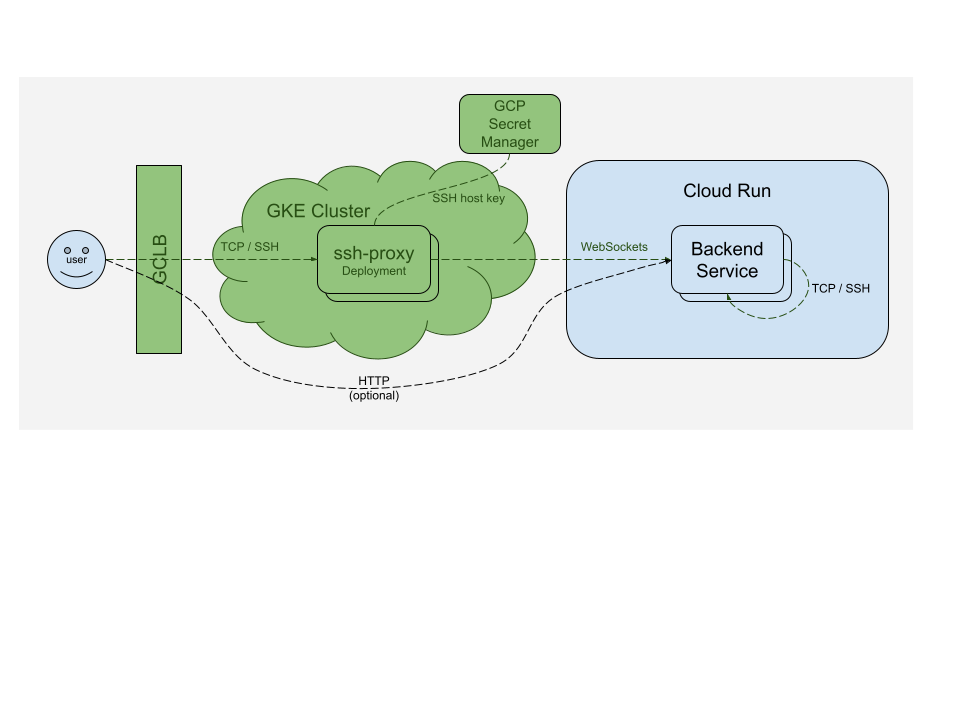 GCP
Secret
Manager
Cloud Run
SSH host key
GKE Cluster
GCLB
user
TCP / SSH
ssh-proxy
Deployment
WebSockets
Backend
Service
TCP / SSH
HTTP
(optional)